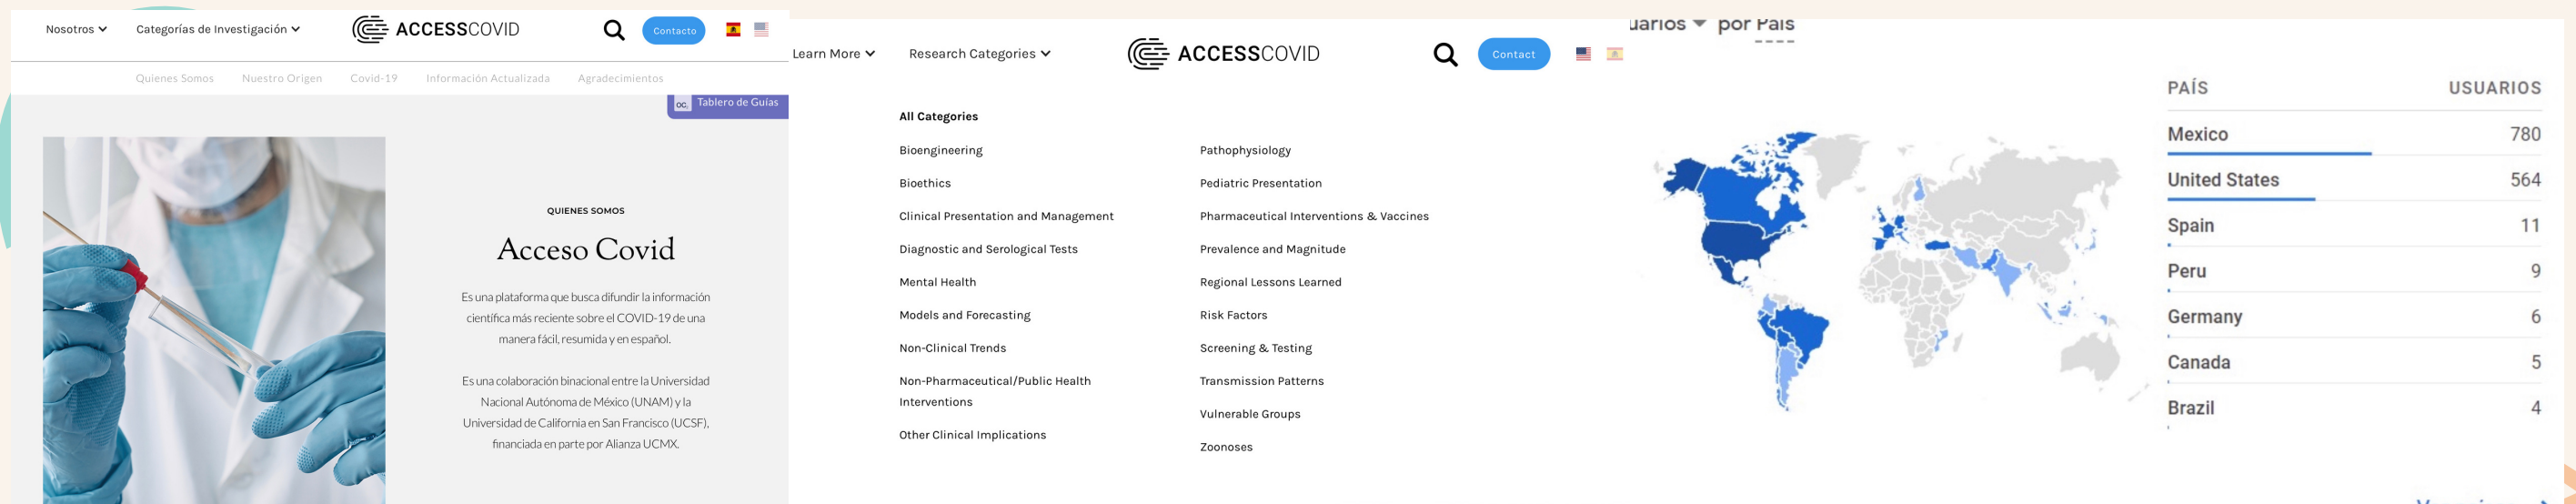 Nosotros
Categorías de Investigación
ACCESSCOVID
Contacto
Quienes Somos
Nuestro Origen
Covid-19
Información Actualizada
Agradecimientos
oc.
Tablero de Guías
QUIENES SOMOS
Acceso Covid
Es una plataforma que busca difundir la información
científica más reciente sobre el COVID-19 de una
manera fácil, resumida y en español.
Es una colaboración binacional entre la Universidad
Nacional Autónoma de México (UNAM) y la
Universidad de California en San Francisco (UCSF),
financiada en parte por Alianza UCMX.
Learn More
Research Categories
ACCESSCOVID
Contact
All Categories
Bioengineering
Bioethics
Clinical Presentation and Management
Diagnostic and Serological Tests
Mental Health
Models and Forecasting
Non-Clinical Trends
Non-Pharmaceutical/Public Health
Interventions
Other Clinical Implications
Pathophysiology
Pediatric Presentation
Pharmaceutical Interventions & Vaccines
Prevalence and Magnitude
Regional Lessons Learned
Risk Factors
Screening & Testing
Transmission Patterns
Vulnerable Groups
Zoonoses
uarios por País
PAÍS USUARIOS
Mexico 780
United States 564
Spain 11
Peru 9
Germany 6
Canada 5
Brazil 4